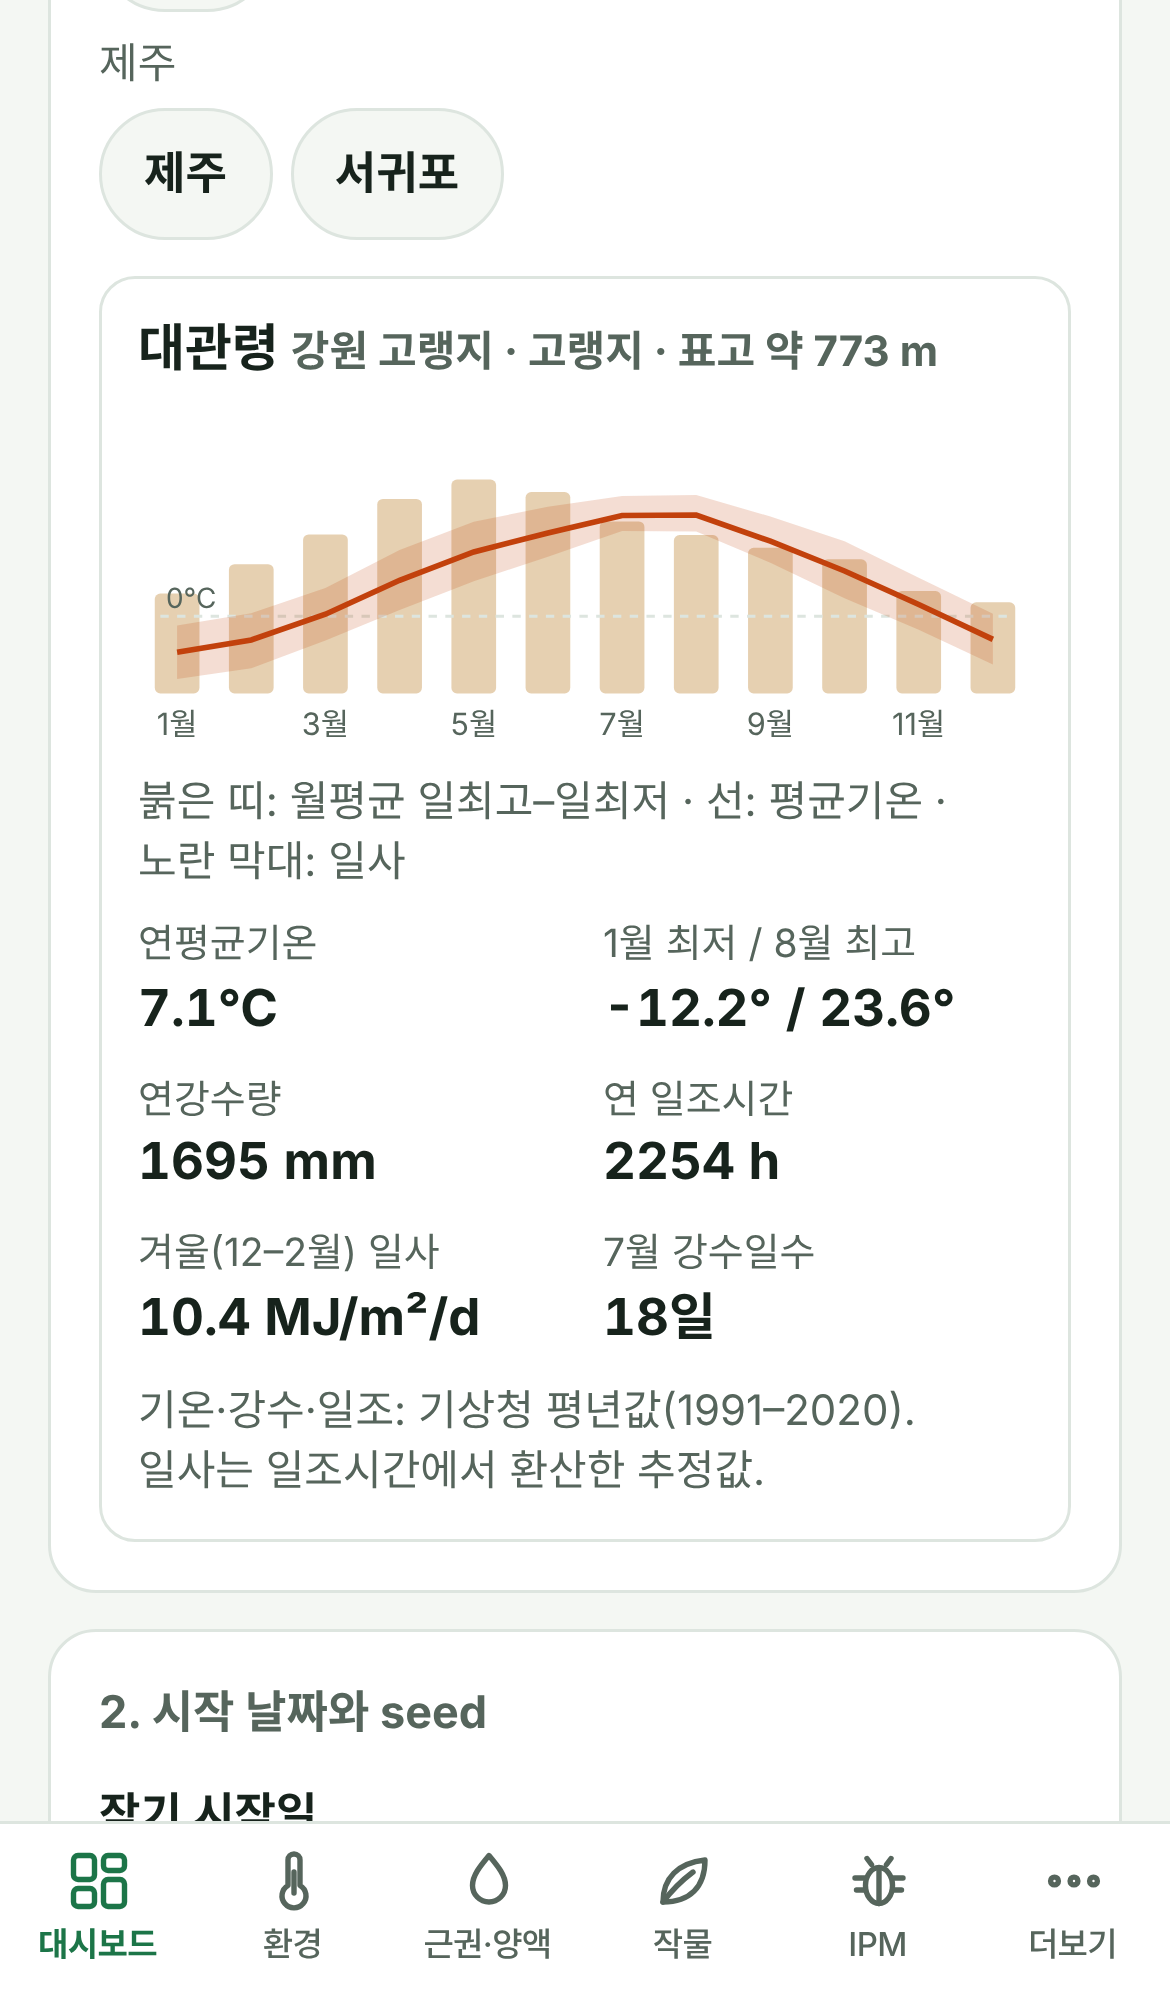 제주
제주 서귀포
대관령 강원 고랭지 · 고랭지 · 표고 약 773 m
0°C
1월 3월 5월 7월 9월 11월
붉은 띠: 월평균 일최고–일최저 · 선: 평균기온 ·
노란 막대: 일사
연평균기온 1월 최저 / 8월 최고
7.1°C -12.2° / 23.6°
연강수량 연 일조시간
1695 mm 2254 h
겨울(12–2월) 일사 7월 강수일수
10.4 MJ/m²/d 18일
기온·강수·일조: 기상청 평년값(1991–2020).
일사는 일조시간에서 환산한 추정값.
2. 시작 날짜와 seed
작기 시작일
대시보드 환경 근권·양액 작물 IPM 더보기